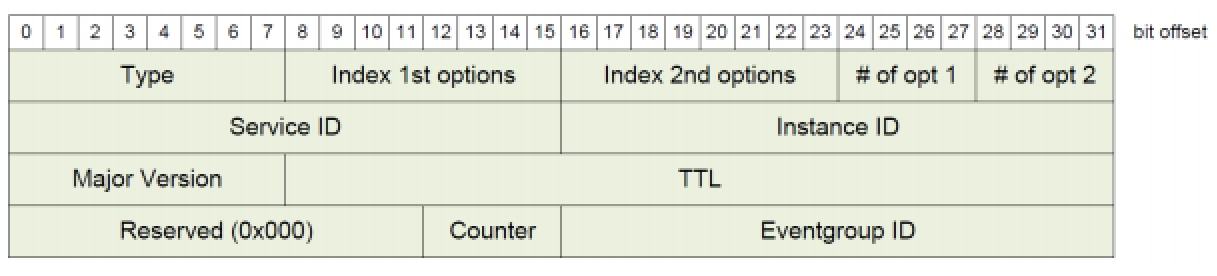 0 1 2 3 4 5 6 7 8 9 10 11 12 13 14 15 16 17 18 19 20 21 22 23 24 25 26 27 28 29 30 31 bit offset
Type Index 1st options Index 2nd options # of opt 1 # of opt 2
Service ID Instance ID
Major Version TTL
Reserved (0x000) Counter Eventgroup ID